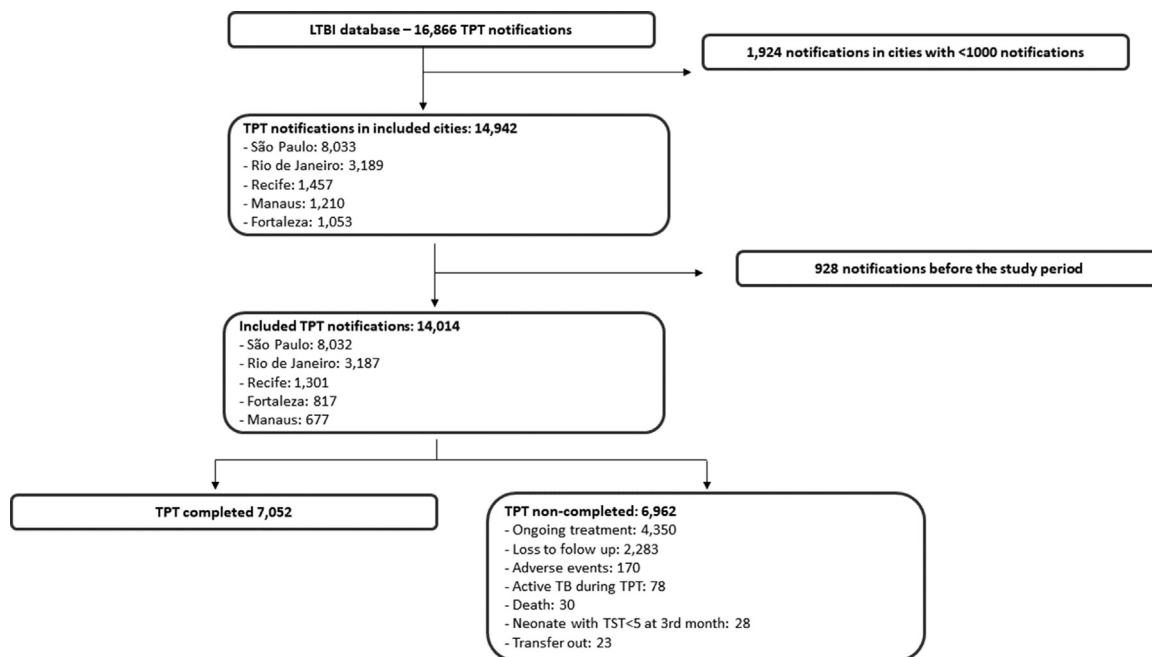 LTBI database – 16,866 TPT notifications
1,924 notifications in cities with <1000 notifications
TPT notifications in included cities: 14,942
- São Paulo: 8,033
- Rio de Janeiro: 3,189
- Recife: 1,457
- Manaus: 1,210
- Fortaleza: 1,053
928 notifications before the study period
Included TPT notifications: 14,014
- São Paulo: 8,032
- Rio de Janeiro: 3,187
- Recife: 1,301
- Fortaleza: 817
- Manaus: 677
TPT completed 7,052
TPT non-completed: 6,962
- Ongoing treatment: 4,350
- Loss to folow up: 2,283
- Adverse events: 170
- Active TB during TPT: 78
- Death: 30
- Neonate with TST<5 at 3rd month: 28
- Transfer out: 23